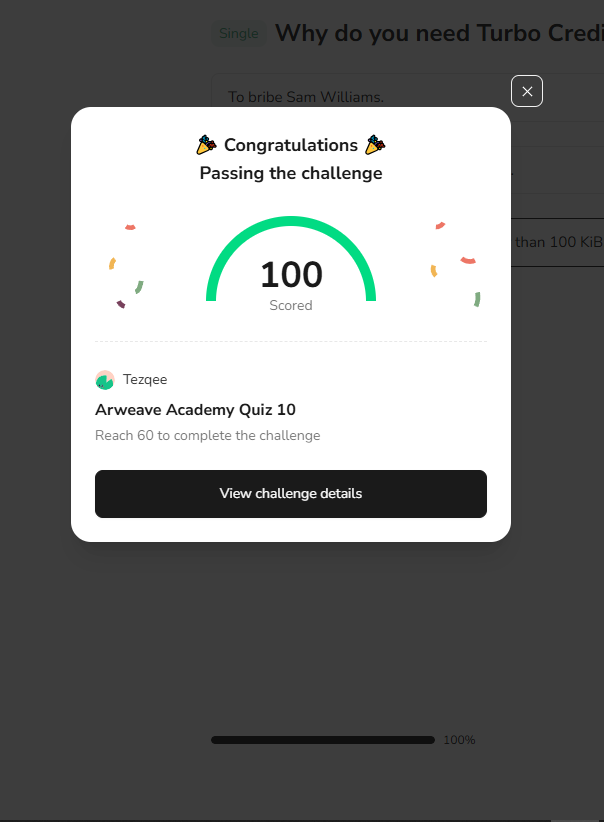 Single
Why do you need Turbo Credi
To bribe Sam Williams.
Congratulations
Passing the challenge
than 100 KiB
100
Scored
Tezqee
Arweave Academy Quiz 10
Reach 60 to complete the challenge
View challenge details
100%